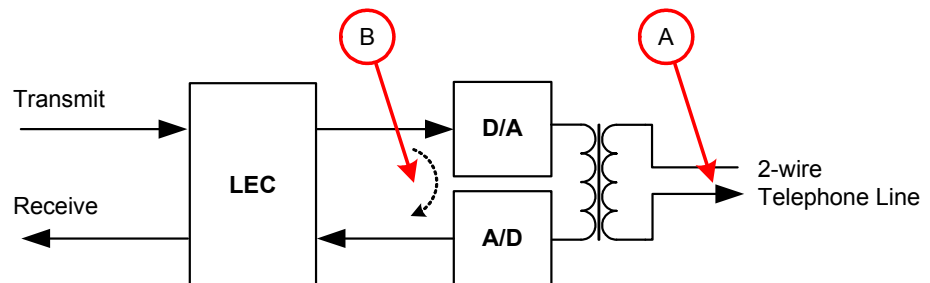 B
A
Transmit
D/A
LEC
2-wire
Telephone Line
Receive
A/D